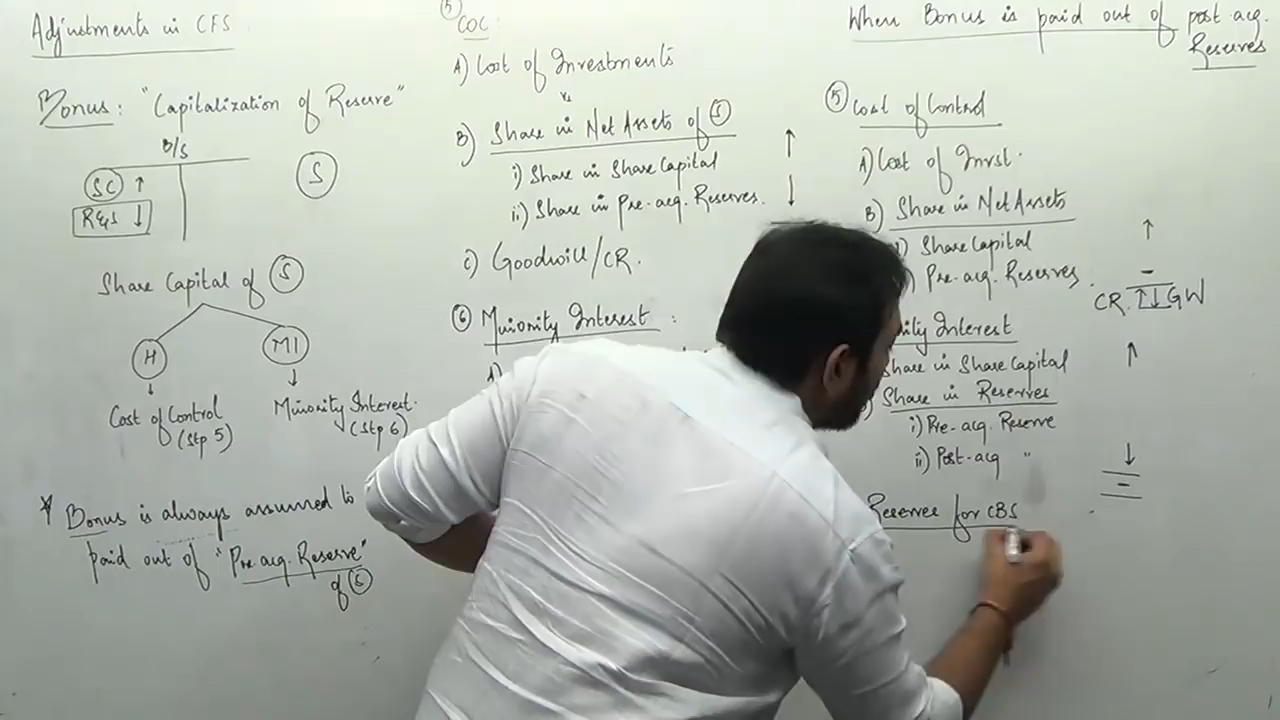 Adjustments in CFS
Bonus: "Capitalization of Reserve"
B/S
SC ↑
R&S ↓
S
Share Capital of S
H
MI
Cost of Control
(Stp 5)
Minority Interest.
(Stp 6)
* Bonus is always assumed to
paid out of "Pre acq. Reserve"
of S
5
COC:
A) Cost of Investments
vs
B) Share in Net Assets of S
i) Share in Share Capital ↑
ii) Share in Pre-acq. Reserves. ↓
C) Goodwill/CR.
6 Minority Interest :
A)
When Bonus is paid out of post-acq.
Reserves
5 Cost of Control
A) Cost of Invst.
B) Share in Net Assets
Share Capital ↑
Pre-acq. Reserves -
CR. ↑↓ GW
Interest
Share in Share Capital ↑
Share in Reserves
i) Pre-acq. Reserve
ii) Post-acq " ↓
-
Reserves for CBS